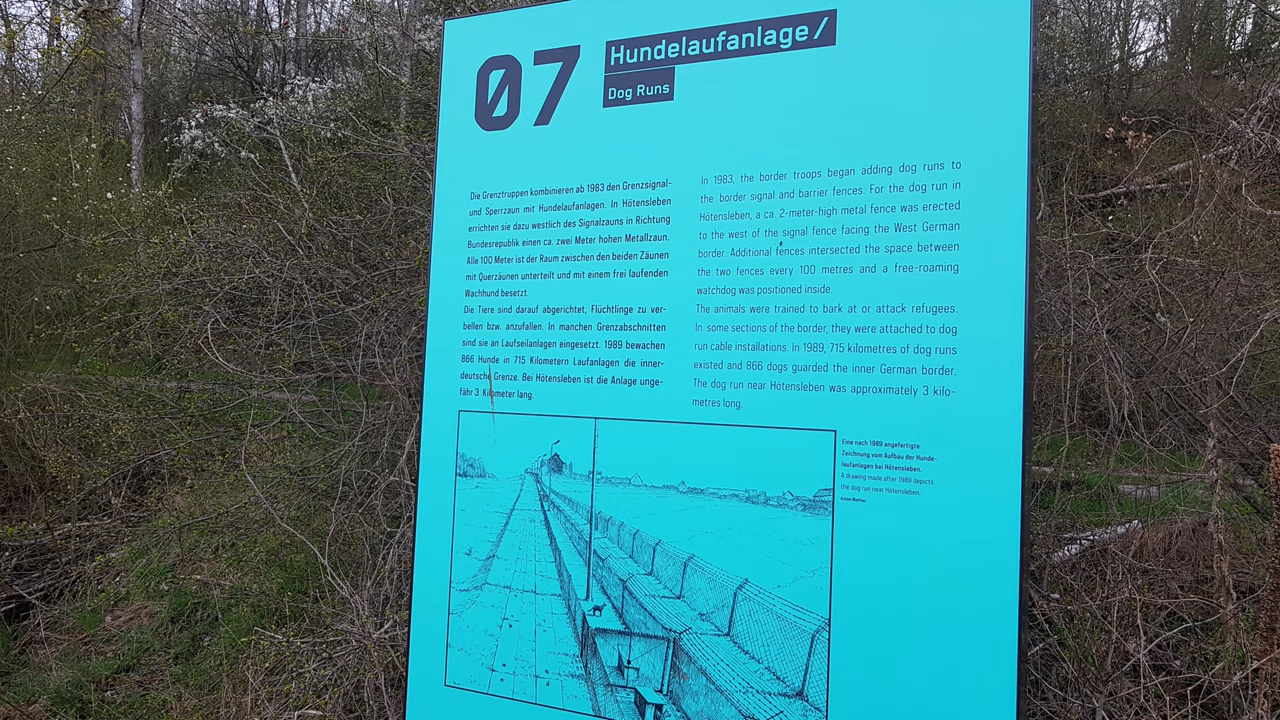 07
Hundelaufanlage/
Dog Runs
Die Grenztruppen kombinieren ab 1983 den Grenzsignal-
und Sperrzaun mit Hundelaufanlagen. In Hötensleben
errichten sie dazu westlich des Signalzauns in Richtung
Bundesrepublik einen ca. zwei Meter hohen Metallzaun.
Alle 100 Meter ist der Raum zwischen den beiden Zäunen
mit Querzäunen unterteilt und mit einem frei laufenden
Wachhund besetzt.
Die Tiere sind darauf abgerichtet, Flüchtlinge zu ver-
bellen bzw. anzufallen. In manchen Grenzabschnitten
sind sie an Laufseilanlagen eingesetzt. 1989 bewachen
866 Hunde in 715 Kilometern Laufanlagen die inner-
deutsche Grenze. Bei Hötensleben ist die Anlage unge-
fähr 3 Kilometer lang.
In 1983, the border troops began adding dog runs to
the border signal and barrier fences. For the dog run in
Hötensleben, a ca. 2-meter-high metal fence was erected
to the west of the signal fence facing the West German
border. Additional fences intersected the space between
the two fences every 100 metres and a free-roaming
watchdog was positioned inside.
The animals were trained to bark at or attack refugees.
In some sections of the border, they were attached to dog
run cable installations. In 1989, 715 kilometres of dog runs
existed and 866 dogs guarded the inner German border.
The dog run near Hötensleben was approximately 3 kilo-
metres long.
Eine nach 1989 angefertigte
Zeichnung vom Aufbau der Hunde-
laufanlagen bei Hötensleben.
A drawing made after 1989 depicts
the dog run near Hötensleben.
Achim Walther